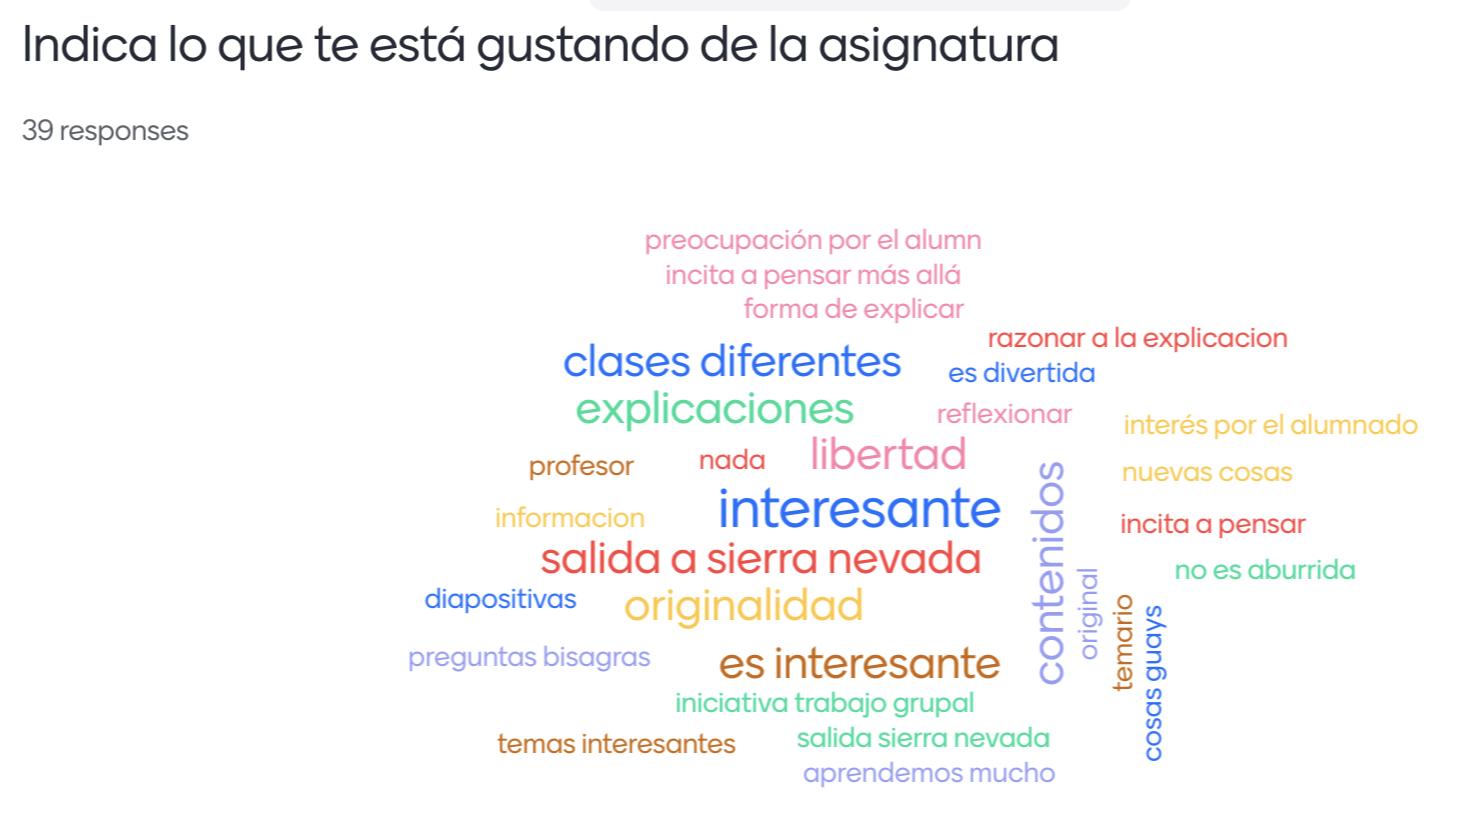 Indica lo que te está gustando de la asignatura
39 responses
preocupación por el alumn
incita a pensar más allá
forma de explicar
razonar a la explicacion
clases diferentes
es divertida
explicaciones
reflexionar
interés por el alumnado
libertad
nada
profesor
nuevas cosas
interesante
informacion
incita a pensar
contenidos
salida a sierra nevada
no es aburrida
diapositivas
originalidad
original
temario
cosas guays
preguntas bisagras
es interesante
iniciativa trabajo grupal
temas interesantes
salida sierra nevada
aprendemos mucho